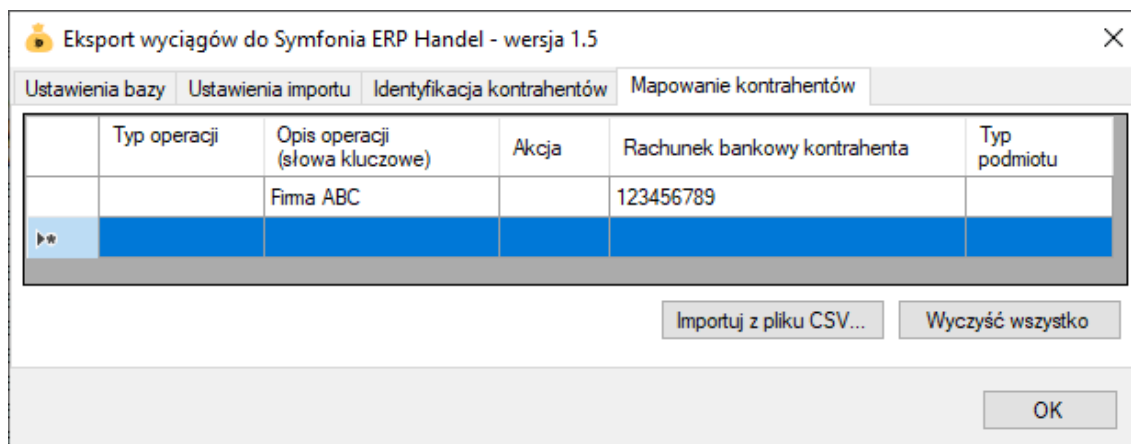 Eksport wyciągów do Symfonia ERP Handel - wersja 1.5
Ustawienia bazy Ustawienia importu Identyfikacja kontrahentów Mapowanie kontrahentów
Typ operacji Opis operacji (słowa kluczowe) Akcja Rachunek bankowy kontrahenta Typ podmiotu
Firma ABC 123456789
Importuj z pliku CSV... Wyczyść wszystko
OK